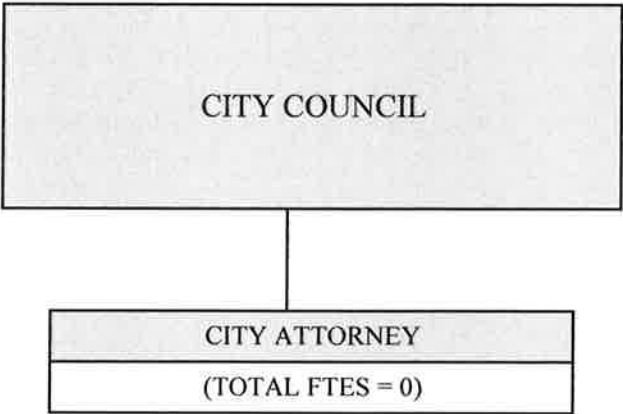 CITY COUNCIL
CITY ATTORNEY
(TOTAL FTES = 0)